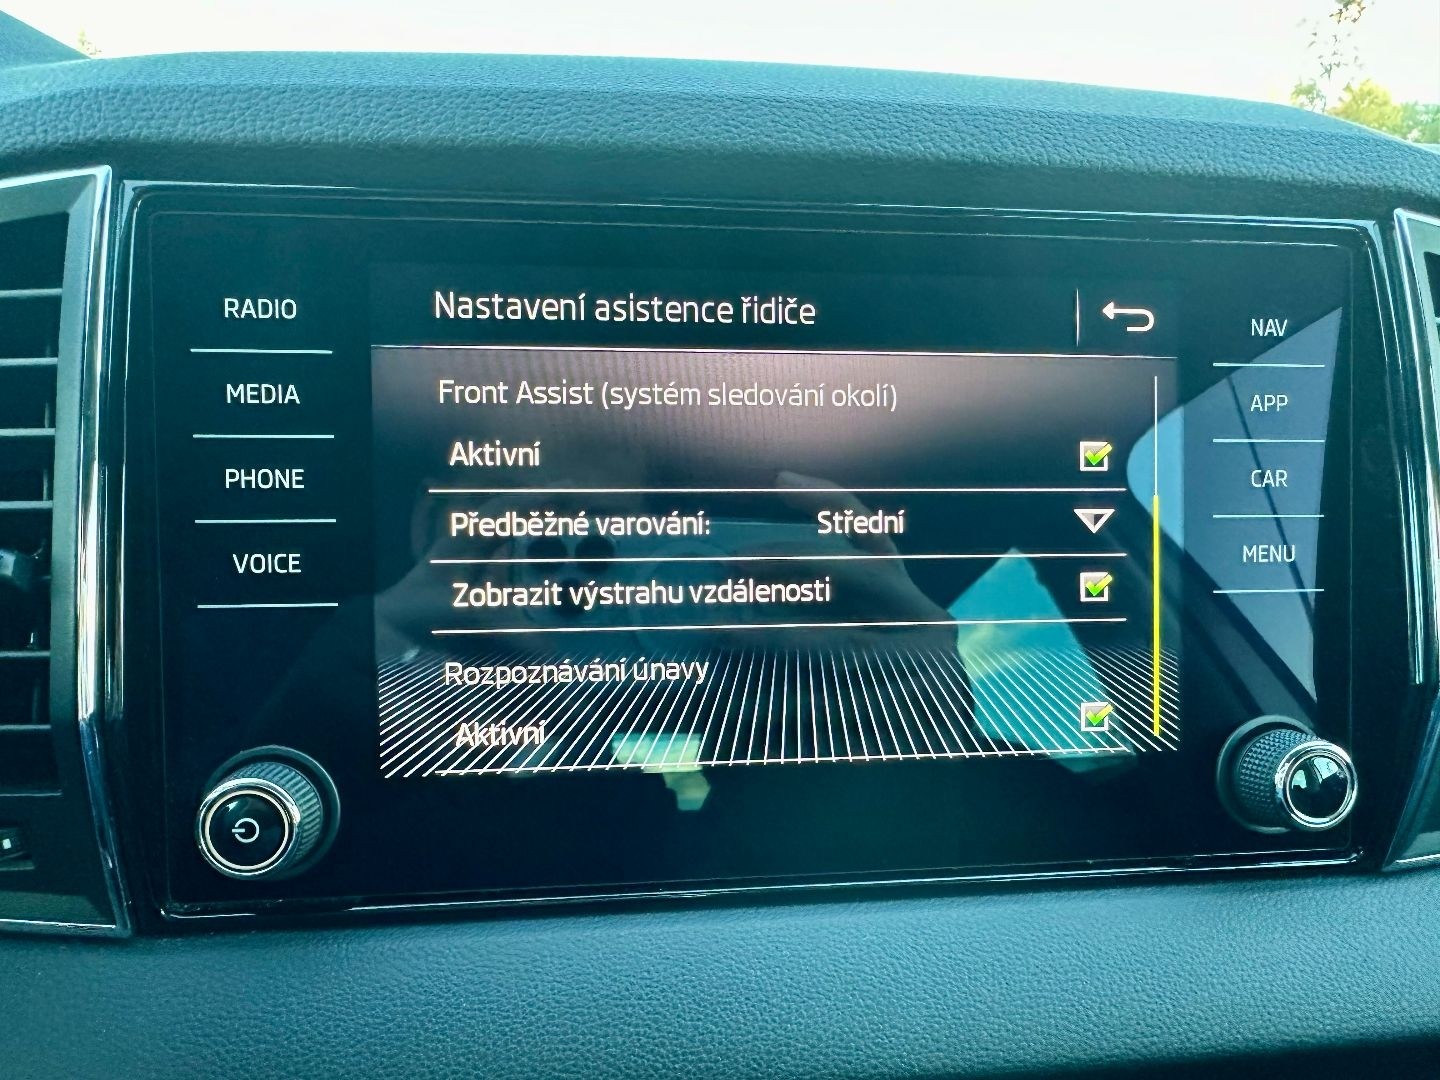 Nastavení asistence řidiče
RADIO
MEDIA
PHONE
VOICE
Front Assist (systém sledování okolí)
Aktivní
Předběžné varování: Střední
Zobrazit výstrahu vzdálenosti
Rozpoznávání únavy
Aktivní
NAV
APP
CAR
MENU